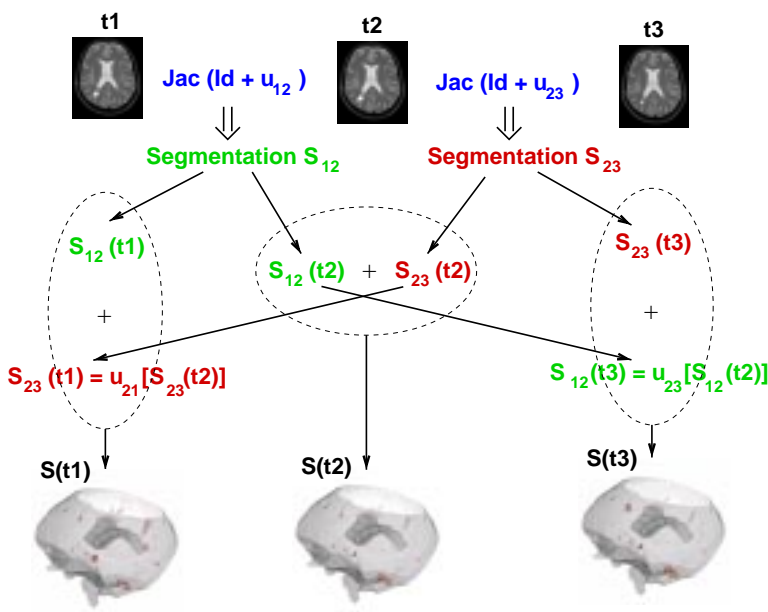 t1
t2
t3
Jac (Id + u₁₂ )
Jac (Id + u₂₃ )
Segmentation S₁₂
Segmentation S₂₃
S₁₂ (t1)
S₁₂ (t2) + S₂₃ (t2)
S₂₃ (t3)
+
+
S₂₃ (t1) = u₂₁ [S₂₃(t2)]
S₁₂(t3) = u₂₃[S₁₂(t2)]
S(t1)
S(t2)
S(t3)